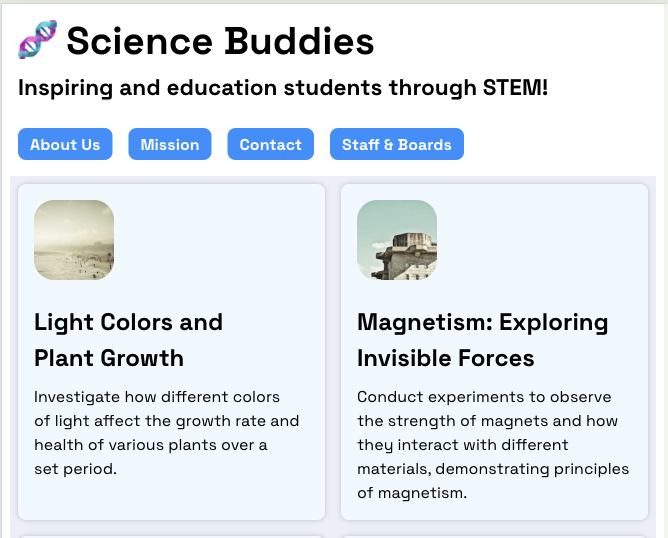 Science Buddies
Inspiring and education students through STEM!
About Us
Mission
Contact
Staff & Boards
Light Colors and
Plant Growth
Investigate how different colors
of light affect the growth rate and
health of various plants over a
set period.
Magnetism: Exploring
Invisible Forces
Conduct experiments to observe
the strength of magnets and how
they interact with different
materials, demonstrating principles
of magnetism.